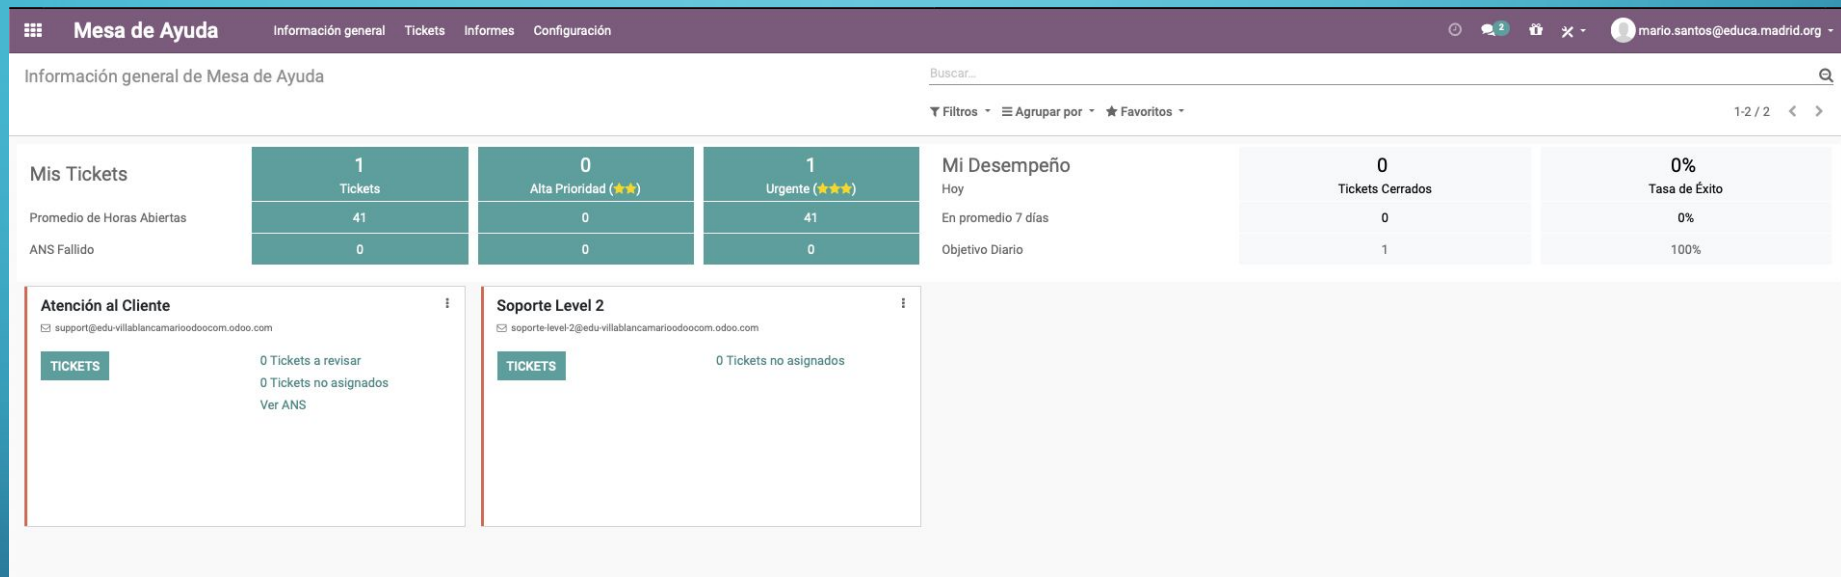 Mesa de Ayuda Información general Tickets Informes Configuración 2 mario.santos@educa.madrid.org
Información general de Mesa de Ayuda
Buscar...
Filtros Agrupar por Favoritos 1-2 / 2
Mis Tickets
1 Tickets
0 Alta Prioridad (★★)
1 Urgente (★★★)
Promedio de Horas Abiertas 41 0 41
ANS Fallido 0 0 0
Mi Desempeño
Hoy
0 Tickets Cerrados
0% Tasa de Éxito
En promedio 7 días 0 0%
Objetivo Diario 1 100%
Atención al Cliente
support@edu-villablancamarioodoocom.odoo.com
TICKETS
0 Tickets a revisar
0 Tickets no asignados
Ver ANS
Soporte Level 2
soporte-level-2@edu-villablancamarioodoocom.odoo.com
TICKETS
0 Tickets no asignados